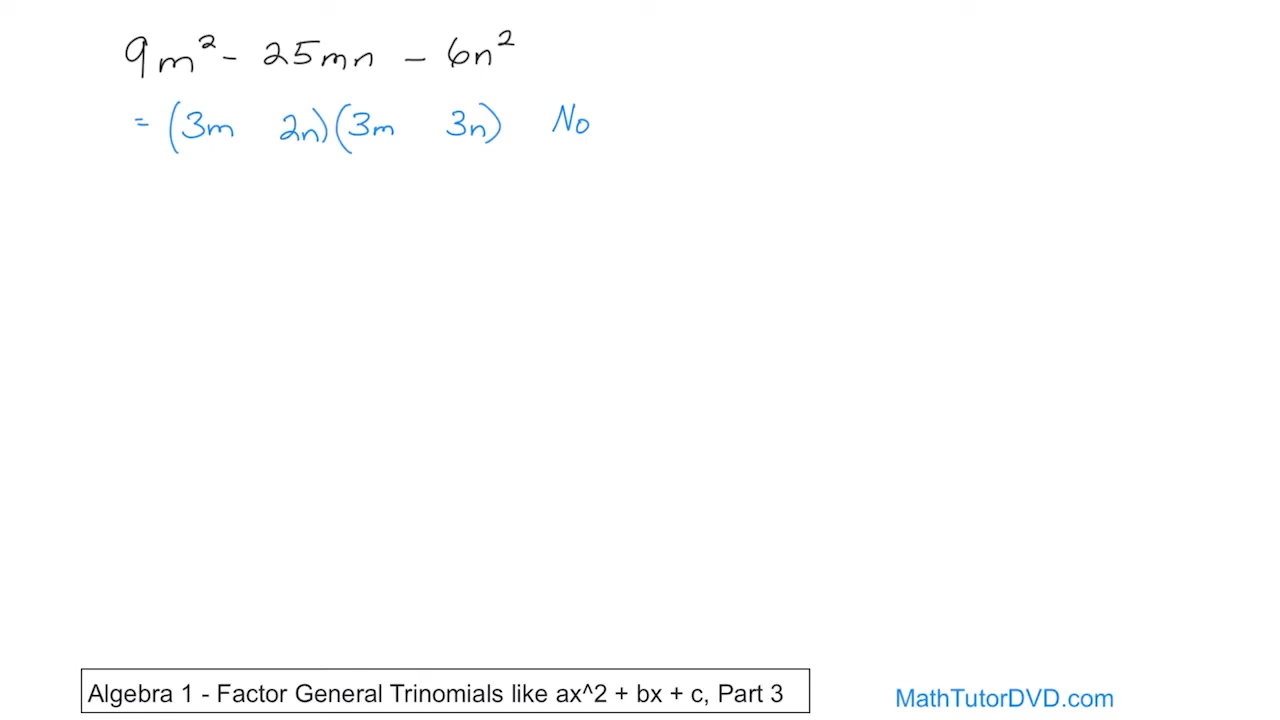 9m² - 25mn - 6n²
= (3m 2n)(3m 3n) No
Algebra 1 - Factor General Trinomials like ax^2 + bx + c, Part 3
MathTutorDVD.com